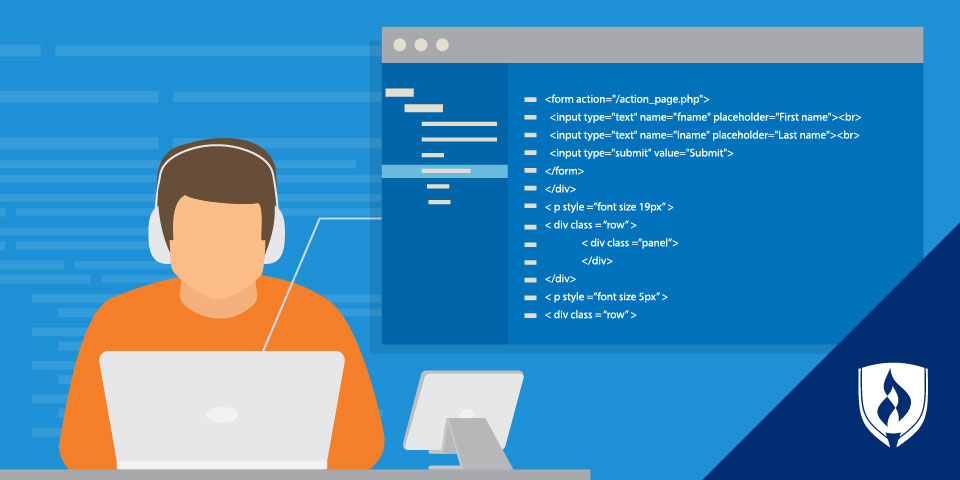 <form action="/action_page.php">
<input type="text" name="fname" placeholder="First name"><br>
<input type="text" name="lname" placeholder="Last name"><br>
<input type="submit" value="Submit">
</form>
</div>
< p style =“font size 19px” >
< div class = “row” >
< div class =“panel”>
</div>
</div>
< p style =“font size 5px” >
< div class = “row” >